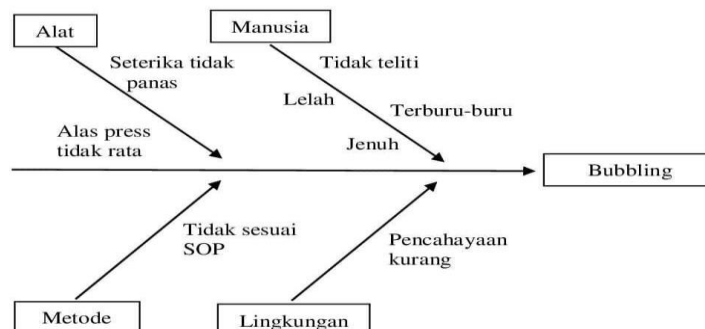 Alat
Manusia
Seterika tidak
panas
Tidak teliti
Lelah
Terburu-buru
Alas press
tidak rata
Jenuh
Bubbling
Tidak sesuai
SOP
Pencahayaan
kurang
Metode
Lingkungan